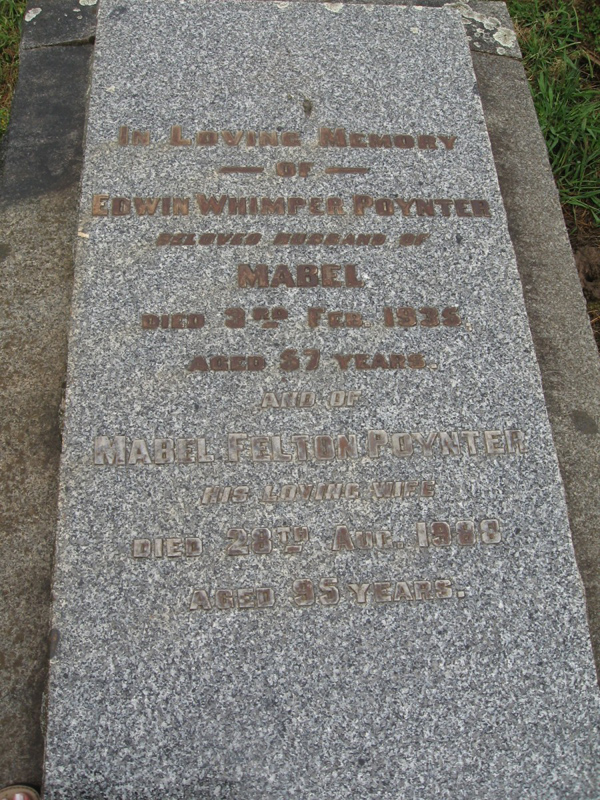 IN LOVING MEMORY
OF
EDWIN WHIMPER POYNTER
BELOVED HUSBAND OF
MABEL
DIED 3RD FEB. 1935.
AGED 57 YEARS.
AND OF
MABEL FELTON POYNTER
HIS LOVING WIFE
DIED 28TH AUG. 1988
AGED 95 YEARS.